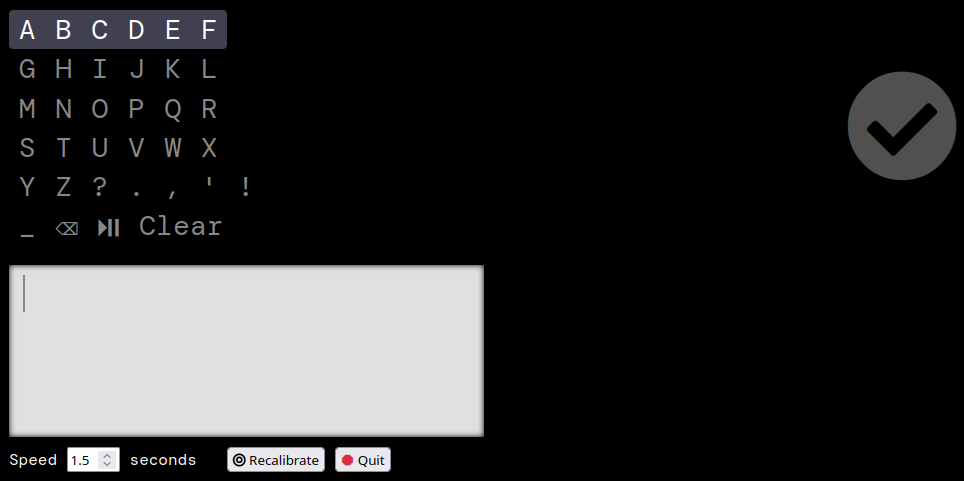 A B C D E F
G H I J K L
M N O P Q R
S T U V W X
Y Z ? . , ' !
_ ⌫ ⏯ Clear
Speed 1.5 seconds Recalibrate Quit